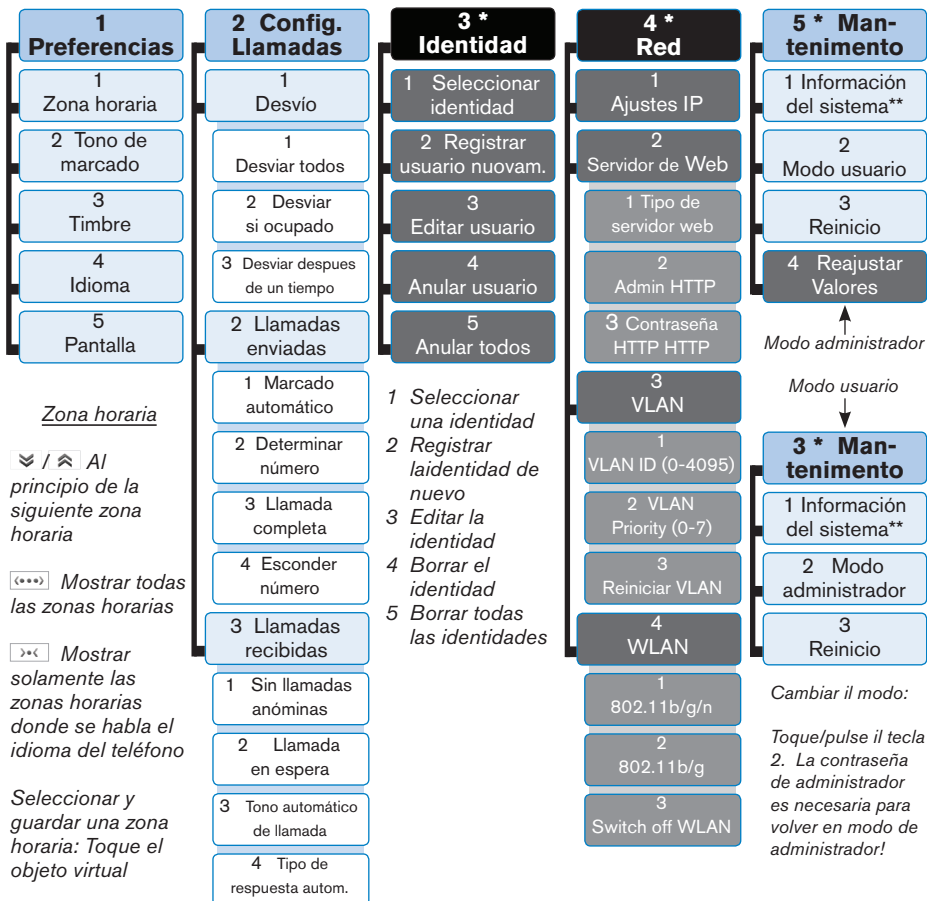 1
Preferencias
1
Zona horaria
2 Tono de
marcado
3
Timbre
4
Idioma
5
Pantalla
Zona horaria
/ Al
principio de la
siguiente zona
horaria
Mostrar todas
las zonas horarias
Mostrar
solamente las
zonas horarias
donde se habla el
idioma del teléfono
Seleccionar y
guardar una zona
horaria: Toque el
objeto virtual
2 Config.
Llamadas
1
Desvío
1
Desviar todos
2 Desviar
si ocupado
3 Desviar despues
de un tiempo
2 Llamadas
enviadas
1 Marcado
automático
2 Determinar
número
3 Llamada
completa
4 Esconder
número
3 Llamadas
recibidas
1 Sin llamadas
anóminas
2 Llamada
en espera
3 Tono automático
de llamada
4 Tipo de
respuesta autom.
3 *
Identidad
1 Seleccionar
identidad
2 Registrar
usuario nuovam.
3
Editar usuario
4
Anular usuario
5
Anular todos
1 Seleccionar
una identidad
2 Registrar
laidentidad de
nuevo
3 Editar la
identidad
4 Borrar el
identidad
5 Borrar todas
las identidades
4 *
Red
1
Ajustes IP
2
Servidor de Web
1 Tipo de
servidor web
2
Admin HTTP
3 Contraseña
HTTP HTTP
3
VLAN
1
VLAN ID (0-4095)
2 VLAN
Priority (0-7)
3
Reiniciar VLAN
4
WLAN
1
802.11b/g/n
2
802.11b/g
3
Switch off WLAN
5 * Man-
tenimento
1 Información
del sistema**
2
Modo usuario
3
Reinicio
4 Reajustar
Valores
Modo administrador
Modo usuario
3 * Man-
tenimento
1 Información
del sistema**
2 Modo
administrador
3
Reinicio
Cambiar il modo:
Toque/pulse il tecla
2. La contraseña
de administrador
es necesaria para
volver en modo de
administrador!